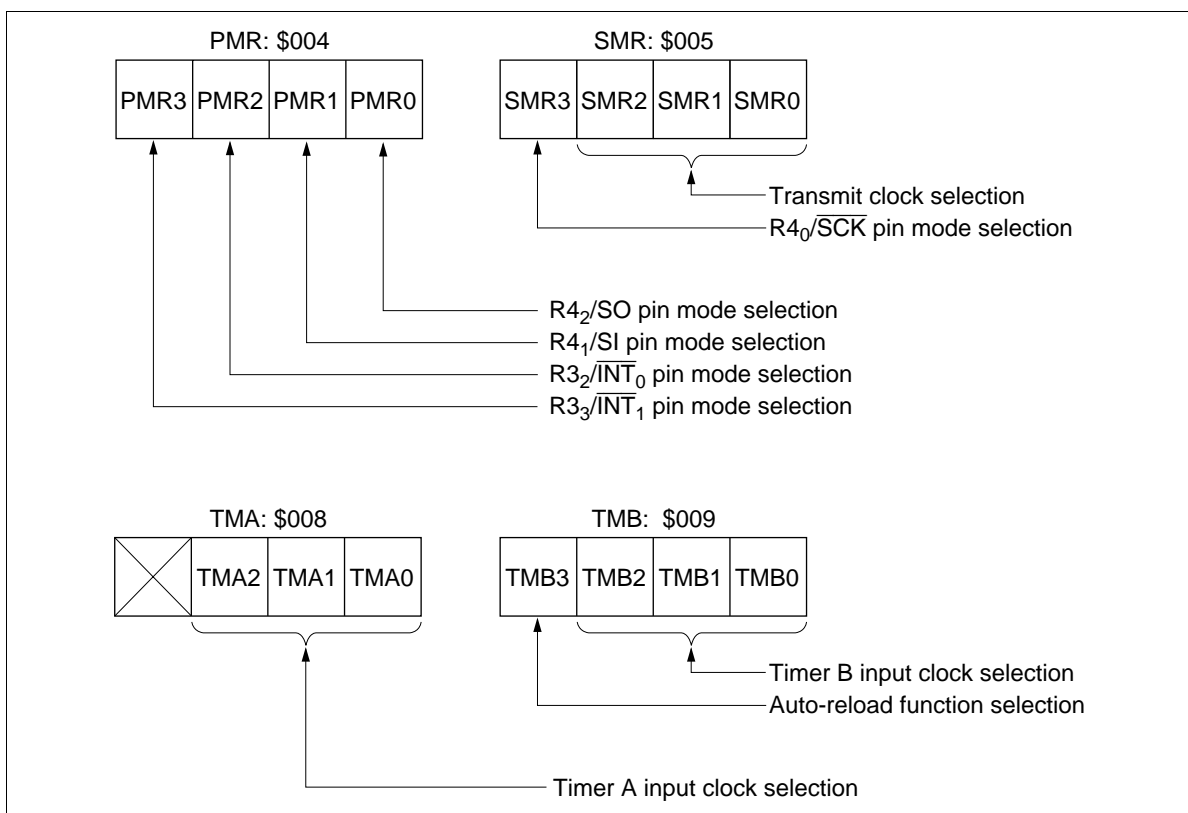 PMR: $004
PMR3 PMR2 PMR1 PMR0
SMR: $005
SMR3 SMR2 SMR1 SMR0
Transmit clock selection
R4₀/S̅C̅K̅ pin mode selection
R4₂/SO pin mode selection
R4₁/SI pin mode selection
R3₂/I̅N̅T̅₀ pin mode selection
R3₃/I̅N̅T̅₁ pin mode selection
TMA: $008
TMA2 TMA1 TMA0
TMB: $009
TMB3 TMB2 TMB1 TMB0
Timer B input clock selection
Auto-reload function selection
Timer A input clock selection